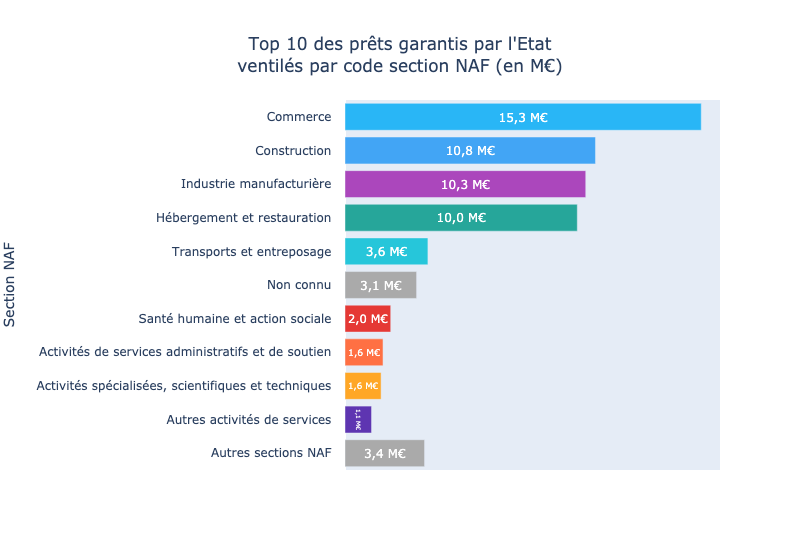 Top 10 des prêts garantis par l'Etat
ventilés par code section NAF (en M€)
Section NAF
Commerce 15,3 M€
Construction 10,8 M€
Industrie manufacturière 10,3 M€
Hébergement et restauration 10,0 M€
Transports et entreposage 3,6 M€
Non connu 3,1 M€
Santé humaine et action sociale 2,0 M€
Activités de services administratifs et de soutien 1,6 M€
Activités spécialisées, scientifiques et techniques 1,6 M€
Autres activités de services 1,1 M€
Autres sections NAF 3,4 M€